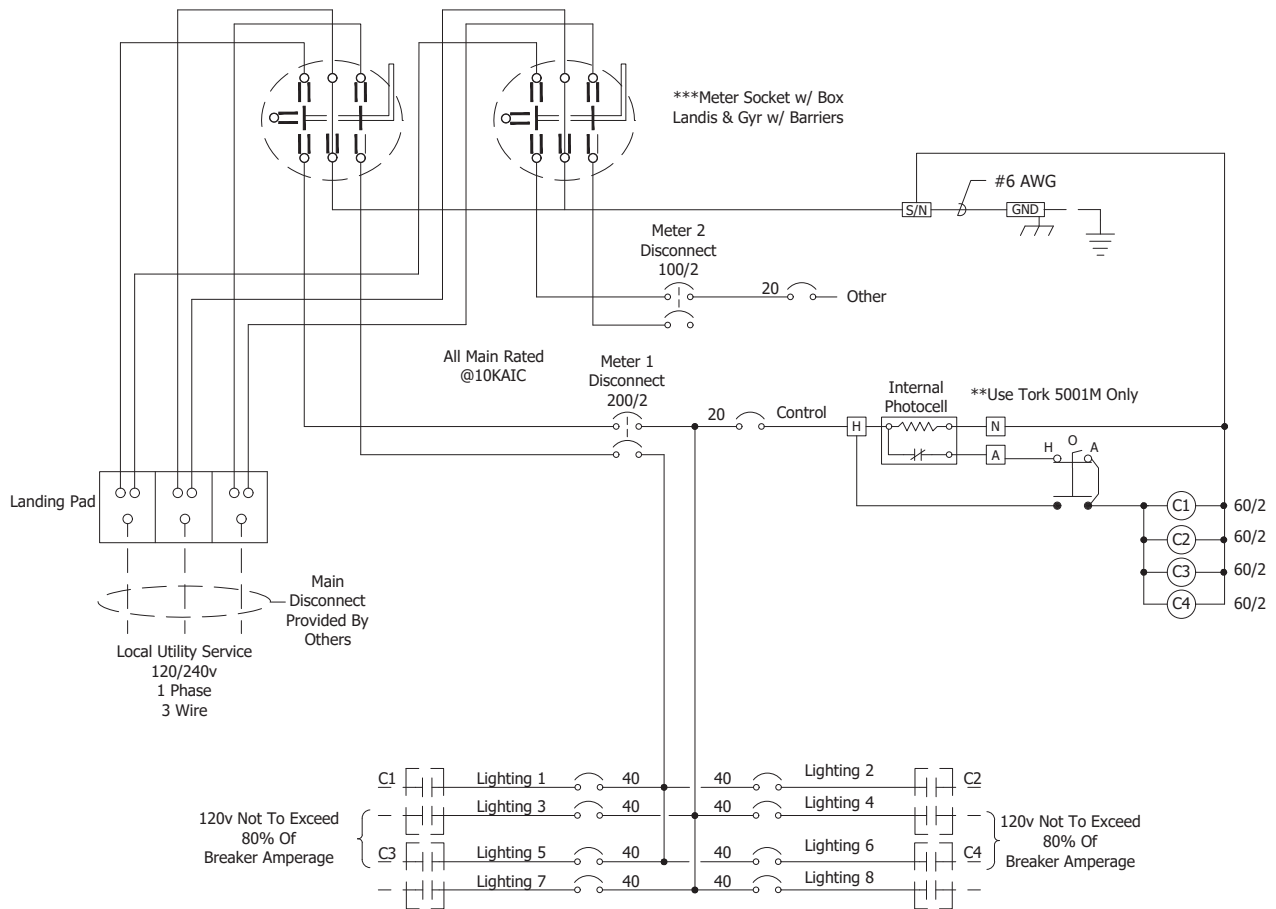 ***Meter Socket w/ Box
Landis & Gyr w/ Barriers
#6 AWG
S/N
GND
Meter 2
Disconnect
100/2
20
Other
All Main Rated
@10KAIC
Meter 1
Disconnect
200/2
20
Control
H
Internal
Photocell
**Use Tork 5001M Only
N
A
H O A
Landing Pad
C1 60/2
C2 60/2
C3 60/2
C4 60/2
Main
Disconnect
Provided By
Others
Local Utility Service
120/240v
1 Phase
3 Wire
C1 Lighting 1 40 40 Lighting 2 C2
Lighting 3 40 40 Lighting 4
120v Not To Exceed
80% Of
Breaker Amperage
120v Not To Exceed
80% Of
Breaker Amperage
C3 Lighting 5 40 40 Lighting 6 C4
Lighting 7 40 40 Lighting 8